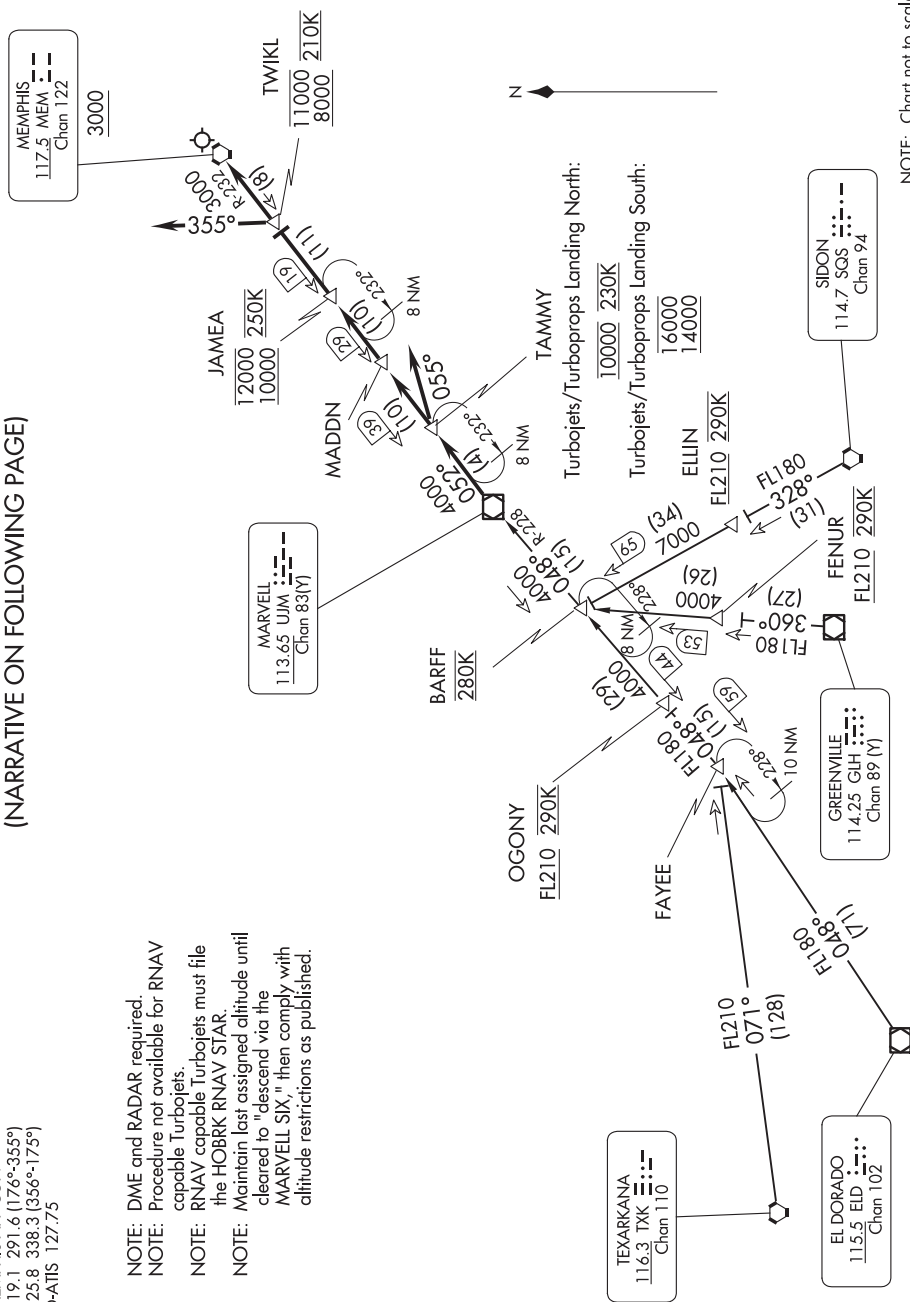 (NARRATIVE ON FOLLOWING PAGE)
19.1 291.6 (176°-355°)
25.8 338.3 (356°-175°)
-ATIS 127.75
NOTE: DME and RADAR required.
NOTE: Procedure not available for RNAV
capable Turbojets.
NOTE: RNAV capable Turbojets must file
the HOBRK RNAV STAR.
NOTE: Maintain last assigned altitude until
cleared to "descend via the
MARVELL SIX," then comply with
altitude restrictions as published.
MEMPHIS
117.5 MEM
Chan 122
3000
TWIKL
11000 210K
8000
3000
R-232
(8)
355°
(11)
19
JAMEA
12000 250K
10000
232°
8 NM
(10)
29
MADDN
39
(10)
055°
TAMMY
Turbojets/Turboprops Landing North:
10000 230K
Turbojets/Turboprops Landing South:
16000
14000
232°
8 NM
(4)
052°
4000
N
MARVELL
113.65 UJM
Chan 83(Y)
R-228
(15)
048°
4000
BARFF
280K
228°
8 NM
65
(34)
7000
ELLIN
FL210 290K
FL180
328°
(31)
SIDON
114.7 SQS
Chan 94
53
(26)
4000
FENUR
FL210 290K
(27)
360°
FL180
GREENVILLE
114.25 GLH
Chan 89 (Y)
44
(29)
4000
OGONY
FL210 290K
59
(15)
048°
FL180
228°
10 NM
FAYEE
FL210
071°
(128)
TEXARKANA
116.3 TXK
Chan 110
FL180
048°
(71)
EL DORADO
115.5 ELD
Chan 102
NOTE: Chart not to scale